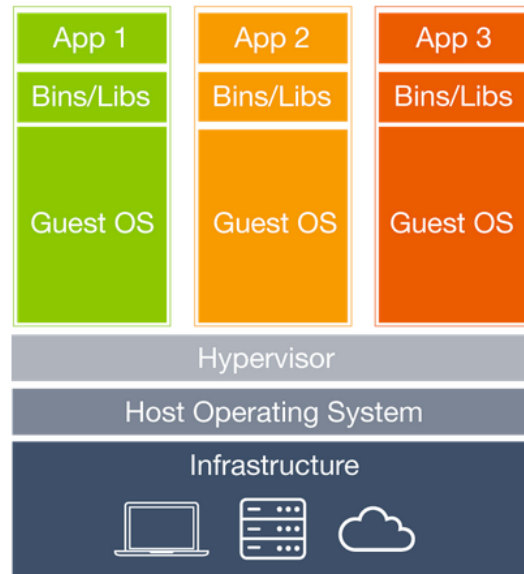 App 1
App 2
App 3
Bins/Libs
Bins/Libs
Bins/Libs
Guest OS
Guest OS
Guest OS
Hypervisor
Host Operating System
Infrastructure